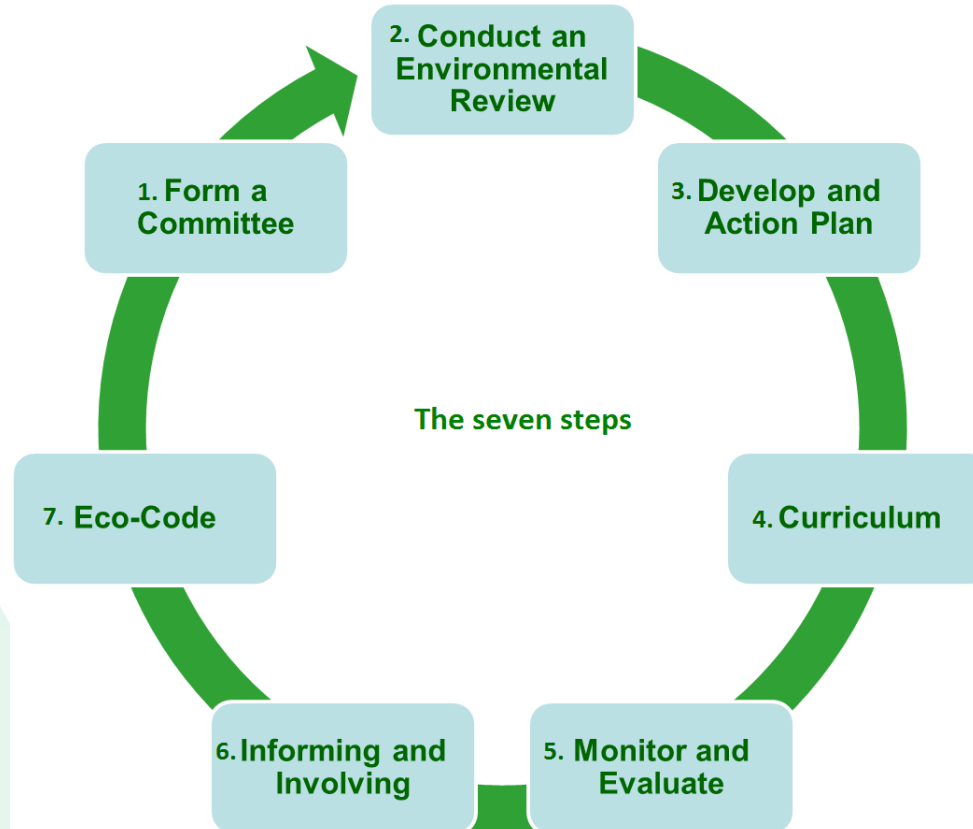 2. Conduct an
Environmental
Review
1. Form a
Committee
3. Develop and
Action Plan
The seven steps
7. Eco-Code
4. Curriculum
6. Informing and
Involving
5. Monitor and
Evaluate